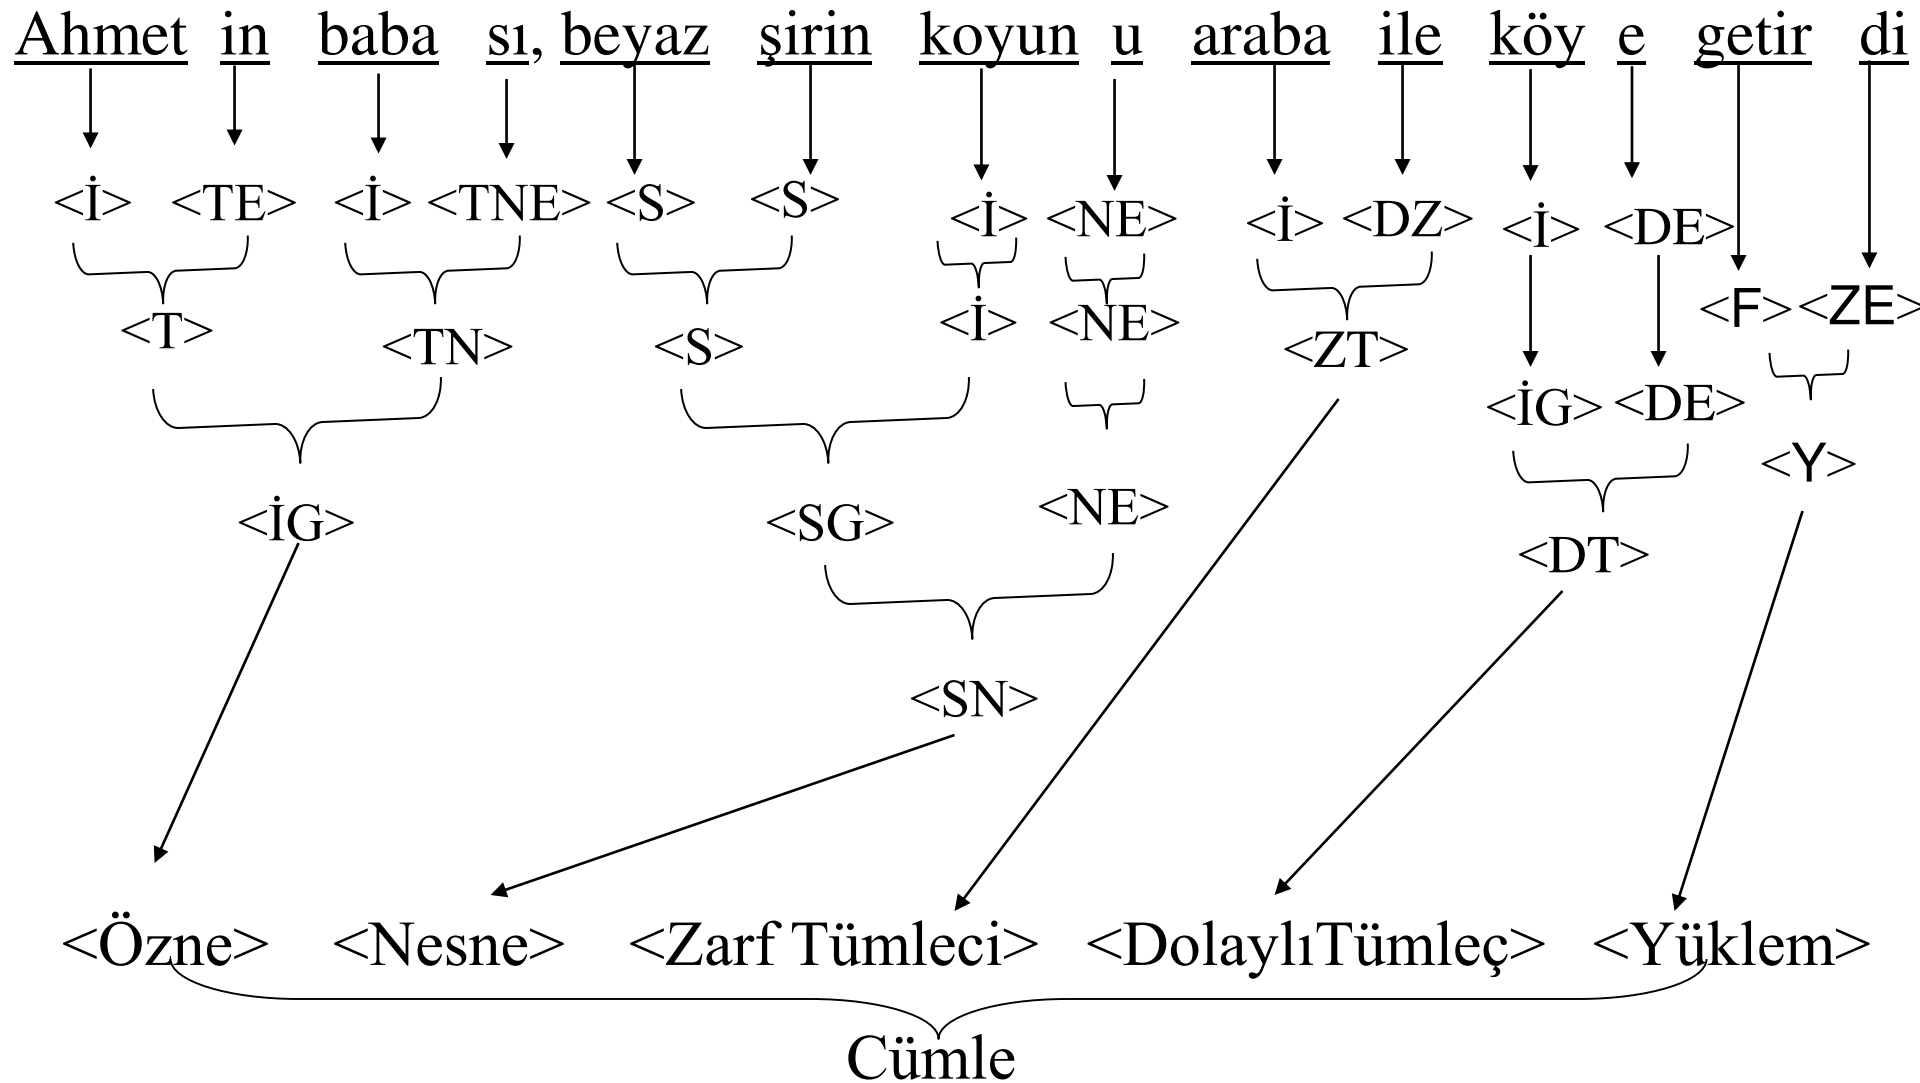 Ahmet in baba sı, beyaz şirin koyun u araba ile köy e getir di
<İ> <TE> <İ> <TNE> <S> <S> <İ> <NE> <İ> <DZ> <İ> <DE>
<T> <TN> <S> <İ> <NE> <ZT> <F> <ZE>
<İG> <DE>
<İG> <SG> <NE> <DT> <Y>
<SN>
<Özne> <Nesne> <Zarf Tümleci> <DolaylıTümleç> <Yüklem>
Cümle